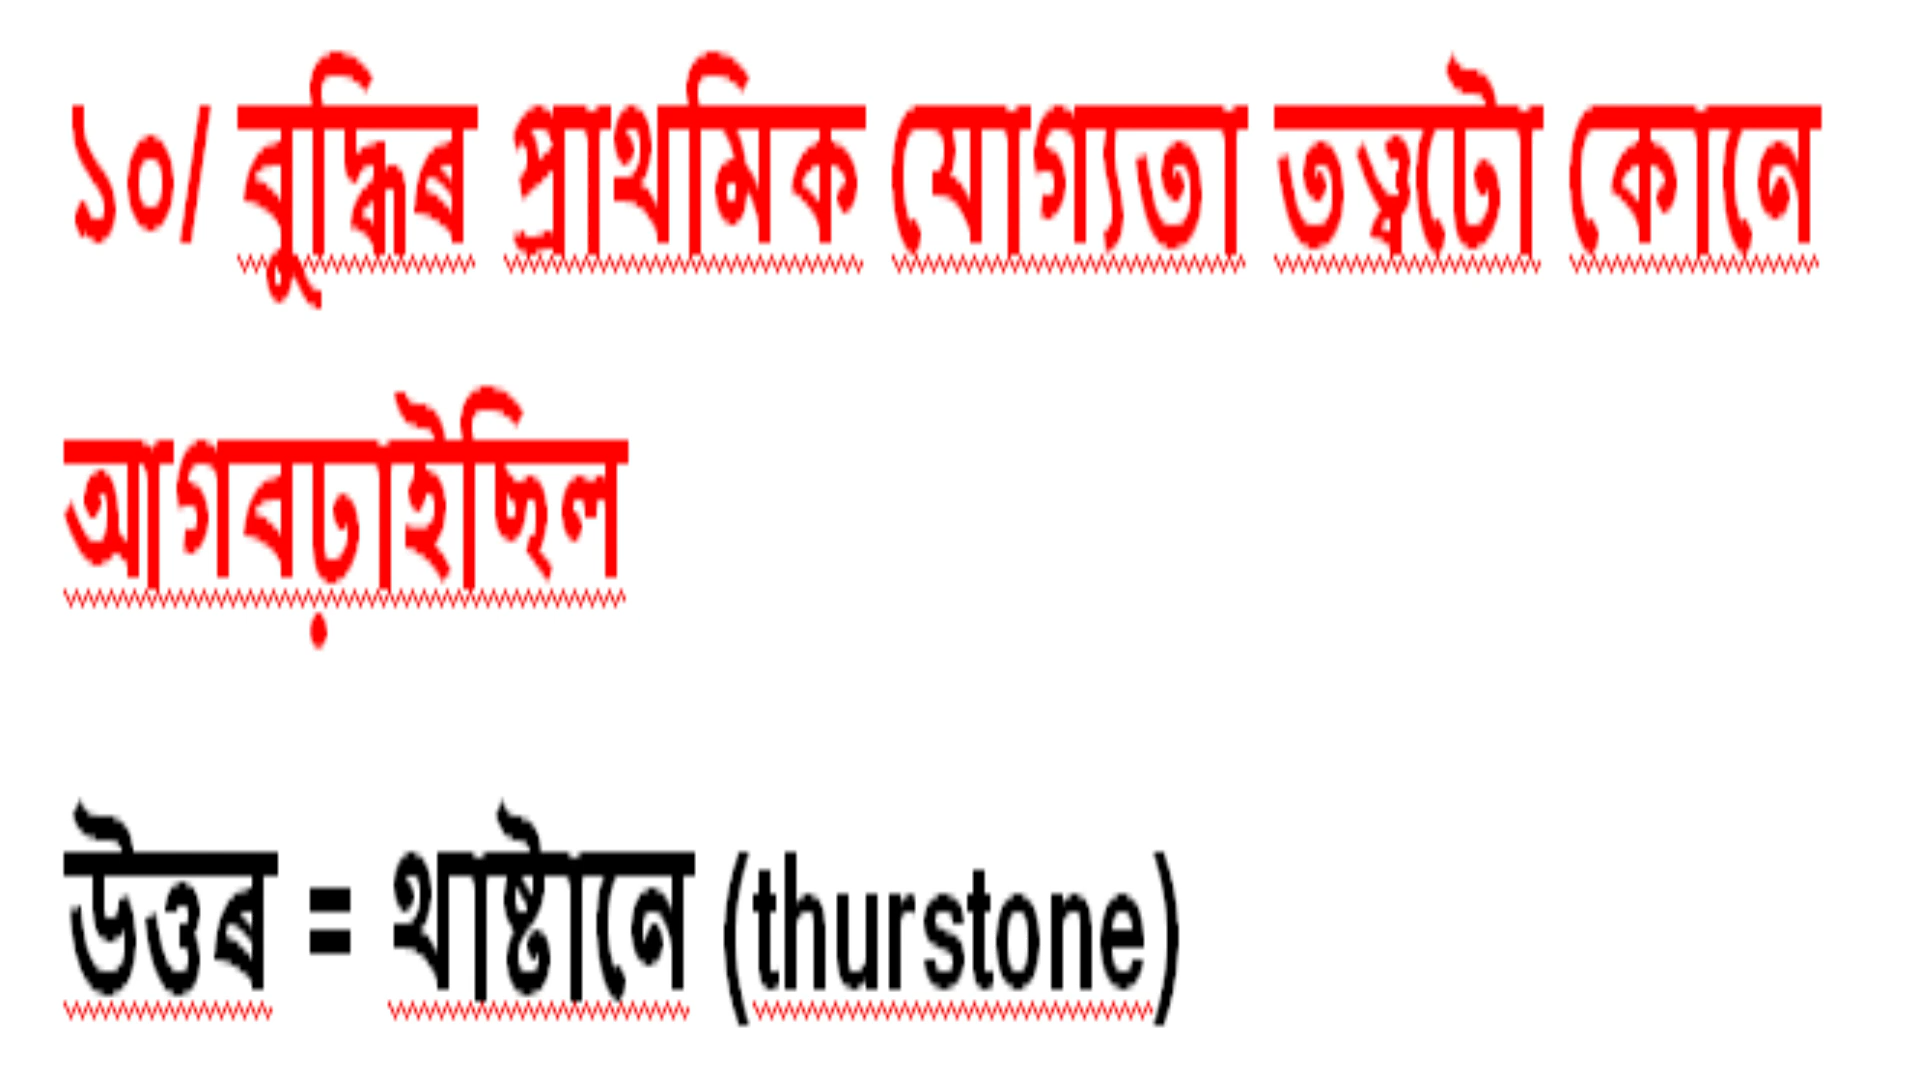 ১০/ বুদ্ধিৰ প্ৰাথমিক যোগ্যতা তত্বটো কোনে
আগবঢ়াইছিল
উত্তৰ = থাৰ্ষ্টানে (thurstone)